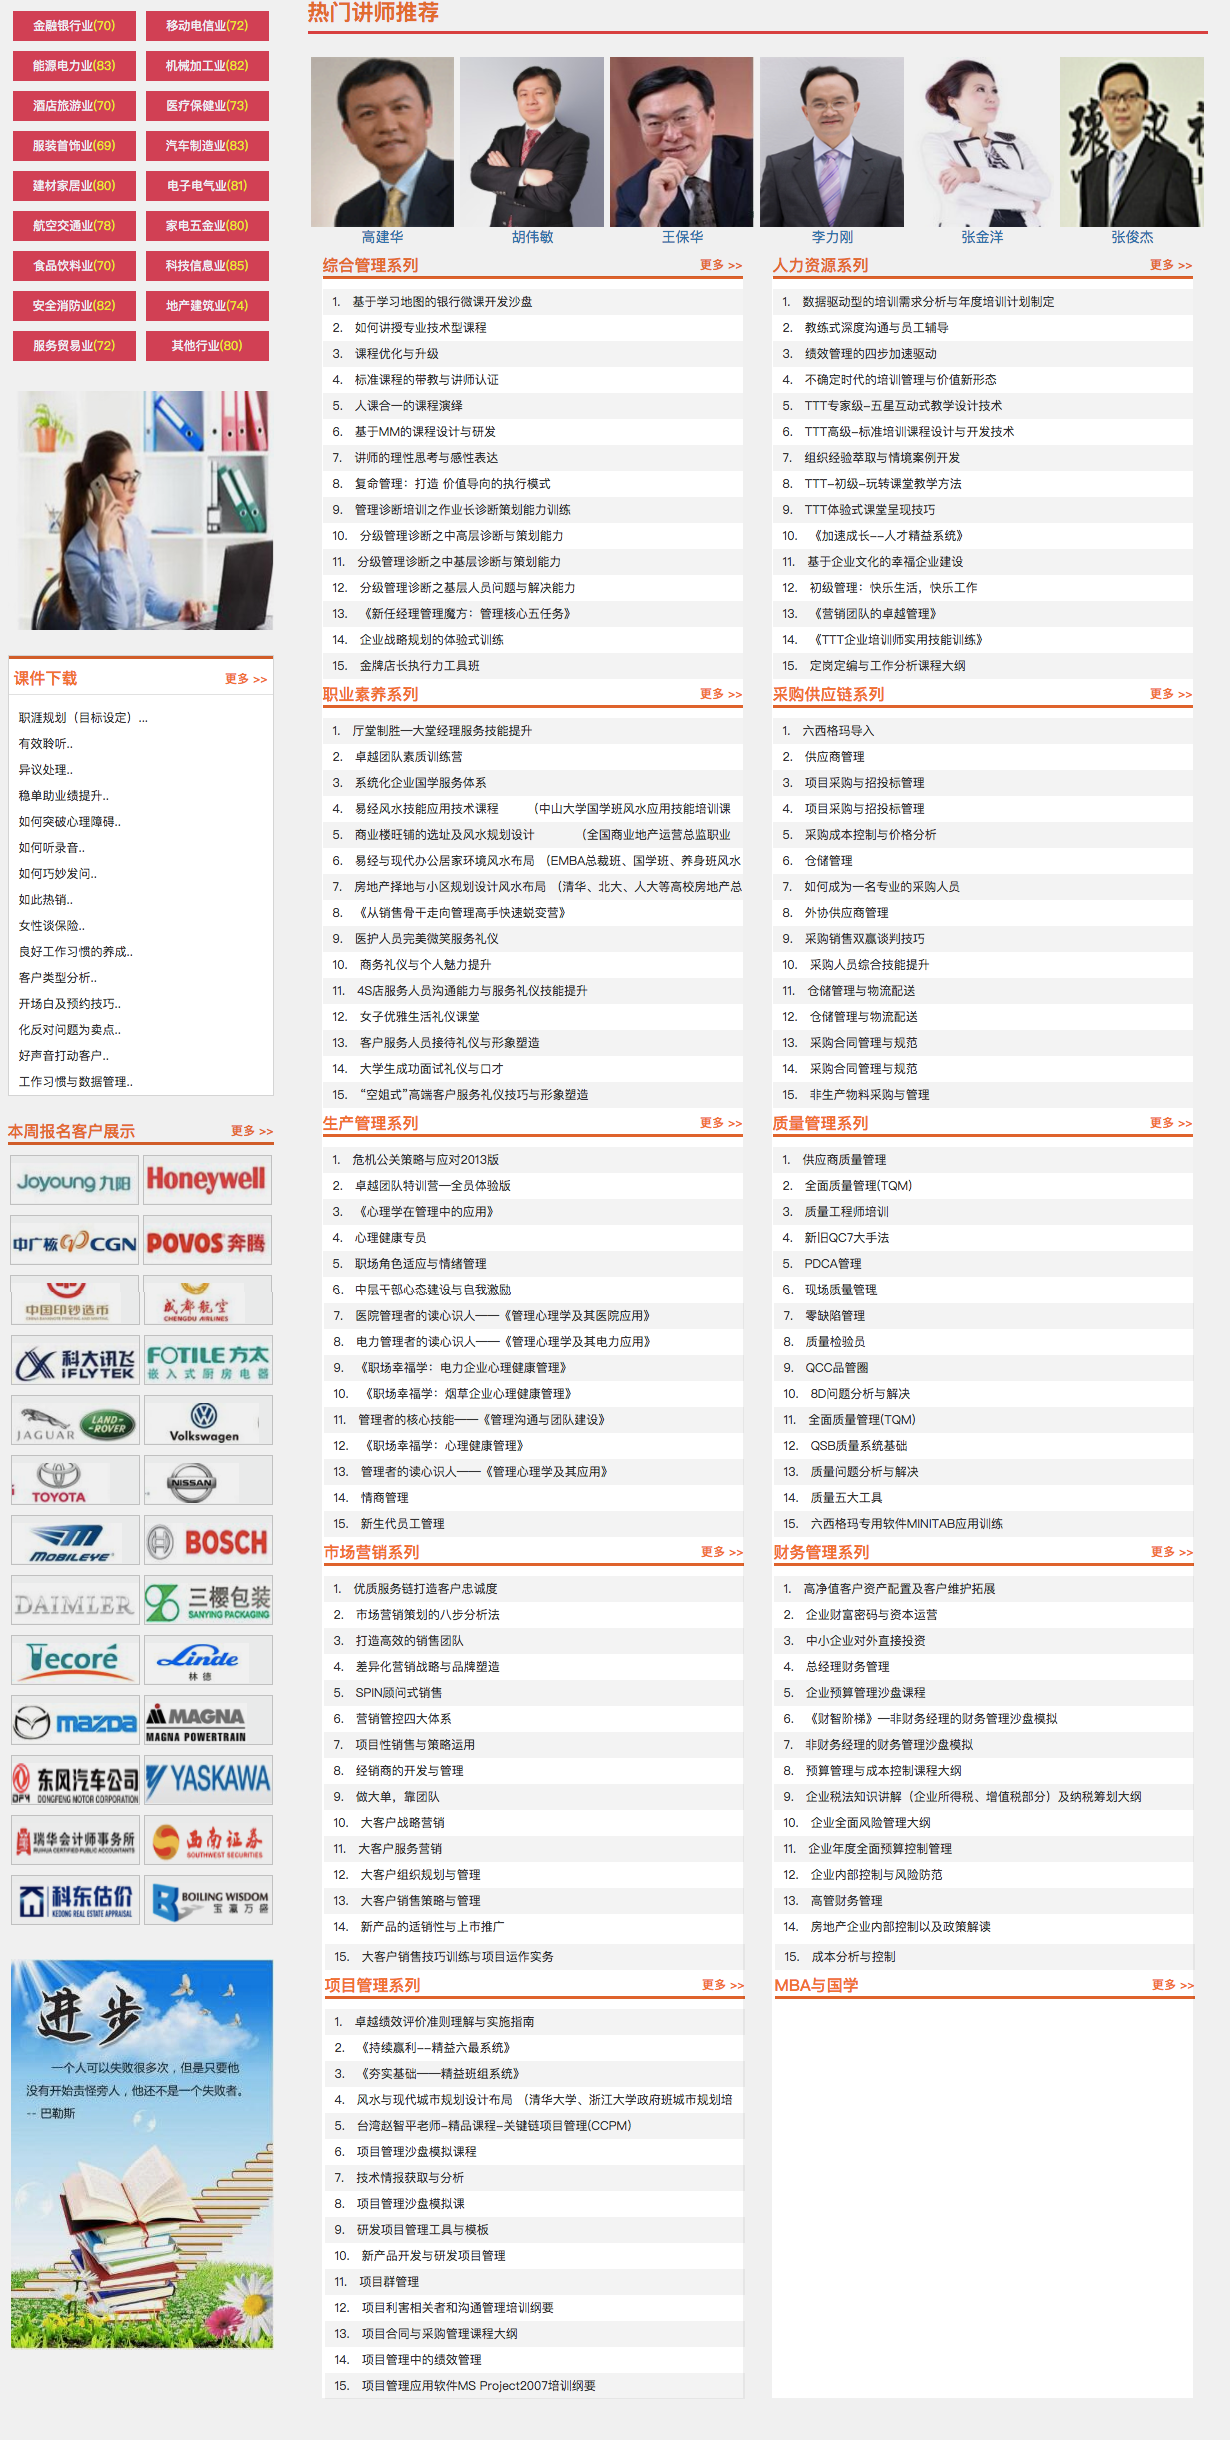 金融银行业(70)
移动电信业(72)
能源电力业(83)
机械加工业(82)
酒店旅游业(70)
医疗保健业(73)
服装首饰业(69)
汽车制造业(83)
建材家居业(80)
电子电气业(81)
航空交通业(78)
家电五金业(80)
食品饮料业(70)
科技信息业(85)
安全消防业(82)
地产建筑业(74)
服务贸易业(72)
其他行业(80)
课件下载 更多 >>
职涯规划（目标设定）...
有效聆听..
异议处理..
稳单助业绩提升..
如何突破心理障碍..
如何听录音..
如何巧妙发问..
如此热销..
女性谈保险..
良好工作习惯的养成..
客户类型分析..
开场白及预约技巧..
化反对问题为卖点..
好声音打动客户..
工作习惯与数据管理..
本周报名客户展示 更多 >>
Joyoung 九阳
Honeywell
中广核 CGN
POVOS 奔腾
中国印钞造币
成都航空
CHENGDU AIRLINES
科大讯飞
iFLYTEK
FOTILE 方太
嵌入式厨房电器
JAGUAR
LAND-ROVER
Volkswagen
TOYOTA
NISSAN
MOBILEYE
BOSCH
DAIMLER
三樱包装
SANYING PACKAGING
Tecoré
Linde
林德
mazda
MAGNA
MAGNA POWERTRAIN
东风汽车公司
DFM DONGFENG MOTOR CORPORATION
YASKAWA
瑞华会计师事务所
RUIHUA CERTIFIED PUBLIC ACCOUNTANTS
西南证券
SOUTHWEST SECURITIES
科东估价
KEDONG REAL ESTATE APPRAISAL
BOILING WISDOM
宝瀛万盛
进步
一个人可以失败很多次，但是只要他
没有开始责怪旁人，他还不是一个失败者。
-- 巴勒斯
热门讲师推荐
高建华
胡伟敏
王保华
李力刚
张金洋
张俊杰
综合管理系列 更多 >>
1. 基于学习地图的银行微课开发沙盘
2. 如何讲授专业技术型课程
3. 课程优化与升级
4. 标准课程的带教与讲师认证
5. 人课合一的课程演绎
6. 基于MM的课程设计与研发
7. 讲师的理性思考与感性表达
8. 复命管理：打造 价值导向的执行模式
9. 管理诊断培训之作业长诊断策划能力训练
10. 分级管理诊断之中高层诊断与策划能力
11. 分级管理诊断之中基层诊断与策划能力
12. 分级管理诊断之基层人员问题与解决能力
13. 《新任经理管理魔方：管理核心五任务》
14. 企业战略规划的体验式训练
15. 金牌店长执行力工具班
人力资源系列 更多 >>
1. 数据驱动型的培训需求分析与年度培训计划制定
2. 教练式深度沟通与员工辅导
3. 绩效管理的四步加速驱动
4. 不确定时代的培训管理与价值新形态
5. TTT专家级-五星互动式教学设计技术
6. TTT高级-标准培训课程设计与开发技术
7. 组织经验萃取与情境案例开发
8. TTT-初级-玩转课堂教学方法
9. TTT体验式课堂呈现技巧
10. 《加速成长--人才精益系统》
11. 基于企业文化的幸福企业建设
12. 初级管理：快乐生活，快乐工作
13. 《营销团队的卓越管理》
14. 《TTT企业培训师实用技能训练》
15. 定岗定编与工作分析课程大纲
职业素养系列 更多 >>
1. 厅堂制胜—大堂经理服务技能提升
2. 卓越团队素质训练营
3. 系统化企业国学服务体系
4. 易经风水技能应用技术课程 （中山大学国学班风水应用技能培训课
5. 商业楼旺铺的选址及风水规划设计 （全国商业地产运营总监职业
6. 易经与现代办公居家环境风水布局 （EMBA总裁班、国学班、养身班风水
7. 房地产择地与小区规划设计风水布局 （清华、北大、人大等高校房地产总
8. 《从销售骨干走向管理高手快速蜕变营》
9. 医护人员完美微笑服务礼仪
10. 商务礼仪与个人魅力提升
11. 4S店服务人员沟通能力与服务礼仪技能提升
12. 女子优雅生活礼仪课堂
13. 客户服务人员接待礼仪与形象塑造
14. 大学生成功面试礼仪与口才
15. “空姐式”高端客户服务礼仪技巧与形象塑造
采购供应链系列 更多 >>
1. 六西格玛导入
2. 供应商管理
3. 项目采购与招投标管理
4. 项目采购与招投标管理
5. 采购成本控制与价格分析
6. 仓储管理
7. 如何成为一名专业的采购人员
8. 外协供应商管理
9. 采购销售双赢谈判技巧
10. 采购人员综合技能提升
11. 仓储管理与物流配送
12. 仓储管理与物流配送
13. 采购合同管理与规范
14. 采购合同管理与规范
15. 非生产物料采购与管理
生产管理系列 更多 >>
1. 危机公关策略与应对2013版
2. 卓越团队特训营—全员体验版
3. 《心理学在管理中的应用》
4. 心理健康专员
5. 职场角色适应与情绪管理
6. 中层干部心态建设与自我激励
7. 医院管理者的读心识人——《管理心理学及其医院应用》
8. 电力管理者的读心识人——《管理心理学及其电力应用》
9. 《职场幸福学：电力企业心理健康管理》
10. 《职场幸福学：烟草企业心理健康管理》
11. 管理者的核心技能——《管理沟通与团队建设》
12. 《职场幸福学：心理健康管理》
13. 管理者的读心识人——《管理心理学及其应用》
14. 情商管理
15. 新生代员工管理
质量管理系列 更多 >>
1. 供应商质量管理
2. 全面质量管理(TQM)
3. 质量工程师培训
4. 新旧QC7大手法
5. PDCA管理
6. 现场质量管理
7. 零缺陷管理
8. 质量检验员
9. QCC品管圈
10. 8D问题分析与解决
11. 全面质量管理(TQM)
12. QSB质量系统基础
13. 质量问题分析与解决
14. 质量五大工具
15. 六西格玛专用软件MINITAB应用训练
市场营销系列 更多 >>
1. 优质服务链打造客户忠诚度
2. 市场营销策划的八步分析法
3. 打造高效的销售团队
4. 差异化营销战略与品牌塑造
5. SPIN顾问式销售
6. 营销管控四大体系
7. 项目性销售与策略运用
8. 经销商的开发与管理
9. 做大单，靠团队
10. 大客户战略营销
11. 大客户服务营销
12. 大客户组织规划与管理
13. 大客户销售策略与管理
14. 新产品的适销性与上市推广
15. 大客户销售技巧训练与项目运作实务
财务管理系列 更多 >>
1. 高净值客户资产配置及客户维护拓展
2. 企业财富密码与资本运营
3. 中小企业对外直接投资
4. 总经理财务管理
5. 企业预算管理沙盘课程
6. 《财智阶梯》—非财务经理的财务管理沙盘模拟
7. 非财务经理的财务管理沙盘模拟
8. 预算管理与成本控制课程大纲
9. 企业税法知识讲解（企业所得税、增值税部分）及纳税筹划大纲
10. 企业全面风险管理大纲
11. 企业年度全面预算控制管理
12. 企业内部控制与风险防范
13. 高管财务管理
14. 房地产企业内部控制以及政策解读
15. 成本分析与控制
项目管理系列 更多 >>
1. 卓越绩效评价准则理解与实施指南
2. 《持续赢利--精益六最系统》
3. 《夯实基础——精益班组系统》
4. 风水与现代城市规划设计布局 （清华大学、浙江大学政府班城市规划培
5. 台湾赵智平老师-精品课程-关键链项目管理(CCPM)
6. 项目管理沙盘模拟课程
7. 技术情报获取与分析
8. 项目管理沙盘模拟课
9. 研发项目管理工具与模板
10. 新产品开发与研发项目管理
11. 项目群管理
12. 项目利害相关者和沟通管理培训纲要
13. 项目合同与采购管理课程大纲
14. 项目管理中的绩效管理
15. 项目管理应用软件MS Project2007培训纲要
MBA与国学 更多 >>